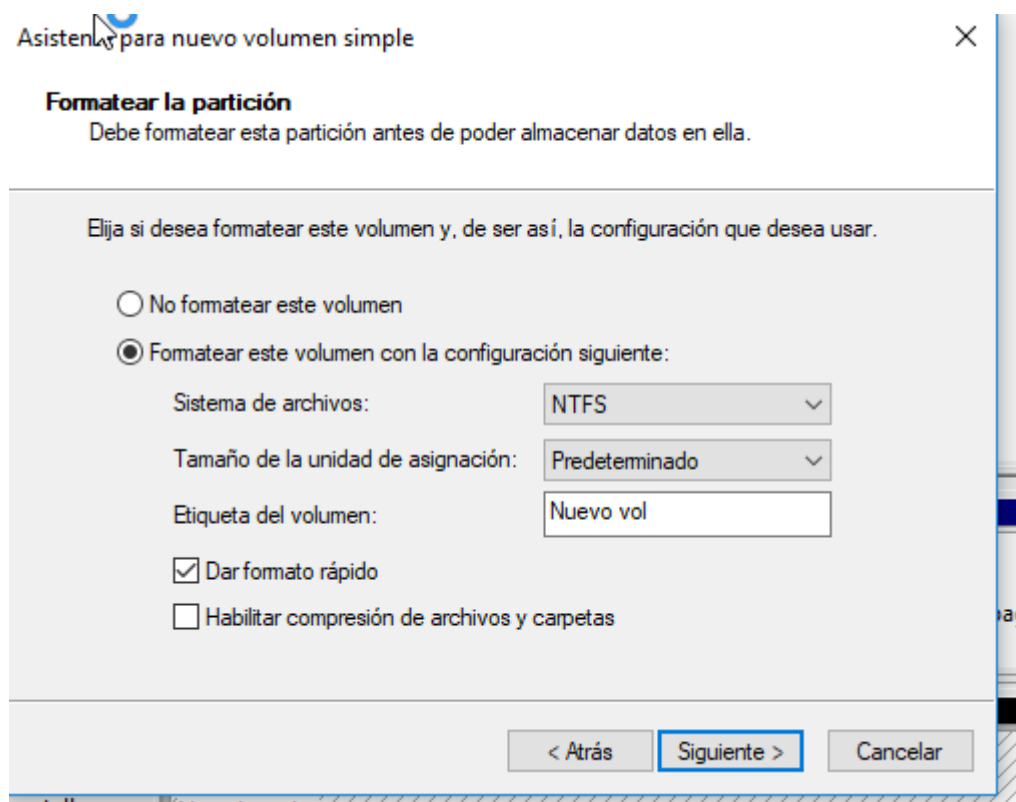 Asistente para nuevo volumen simple
Formatear la partición
Debe formatear esta partición antes de poder almacenar datos en ella.
Elija si desea formatear este volumen y, de ser así, la configuración que desea usar.
No formatear este volumen
Formatear este volumen con la configuración siguiente:
Sistema de archivos: NTFS
Tamaño de la unidad de asignación: Predeterminado
Etiqueta del volumen: Nuevo vol
Dar formato rápido
Habilitar compresión de archivos y carpetas
< Atrás Siguiente > Cancelar